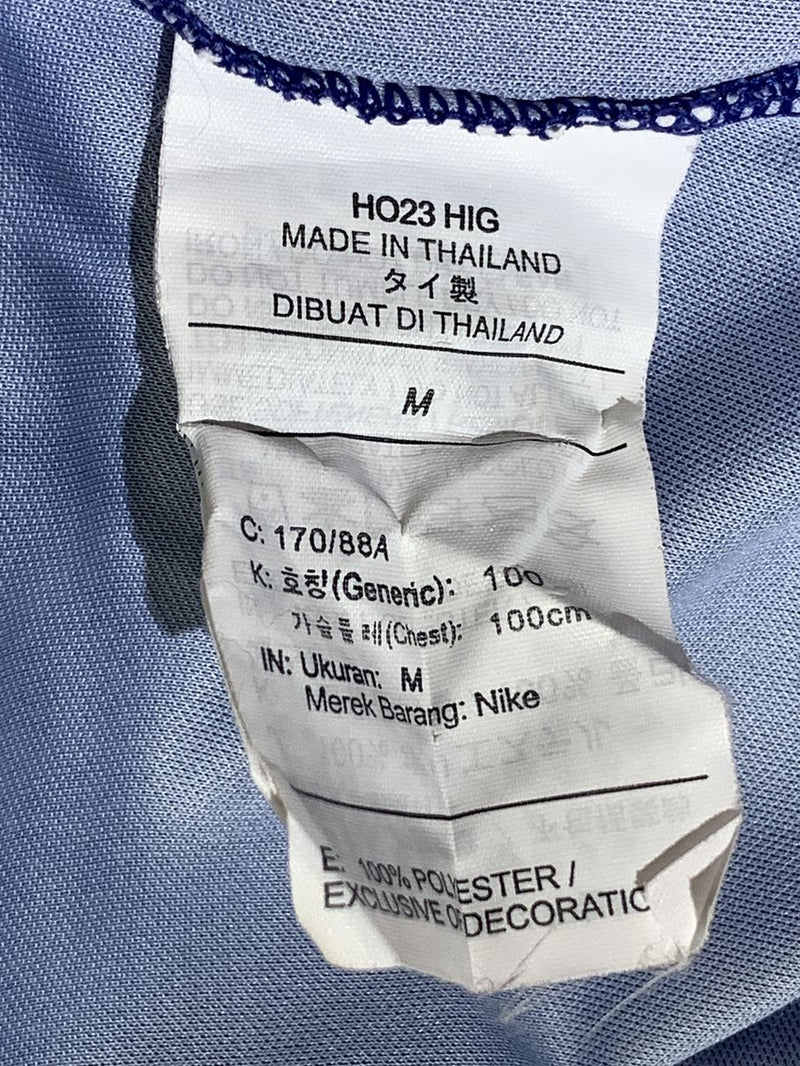 HO23 HIG
MADE IN THAILAND
タイ製
DIBUAT DI THAILAND
M
C: 170/88A
K: 호칭(Generic): 100
가슴둘레(Chest): 100cm
IN: Ukuran: M
Merek Barang: Nike
E: 100% POLYESTER /
EXCLUSIVE OF DECORATIO